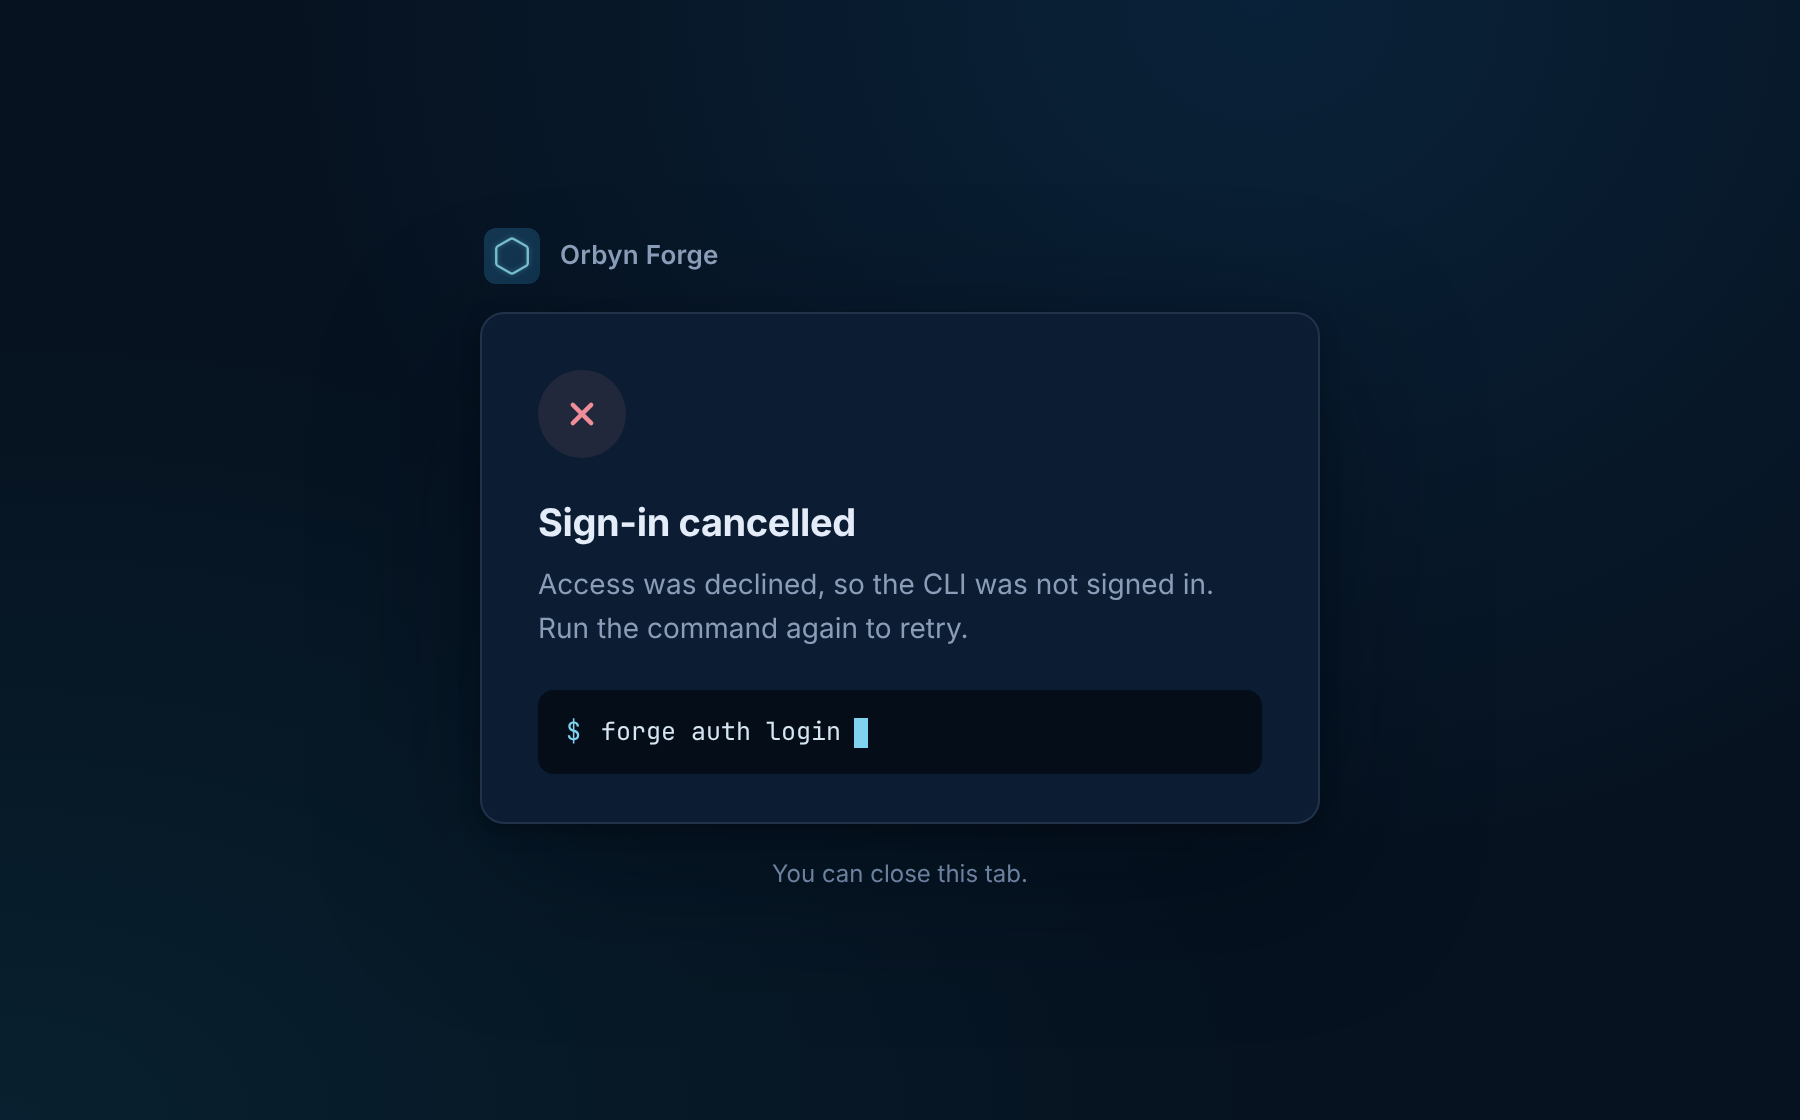 Orbyn Forge
Sign-in cancelled
Access was declined, so the CLI was not signed in.
Run the command again to retry.
$ forge auth login
You can close this tab.